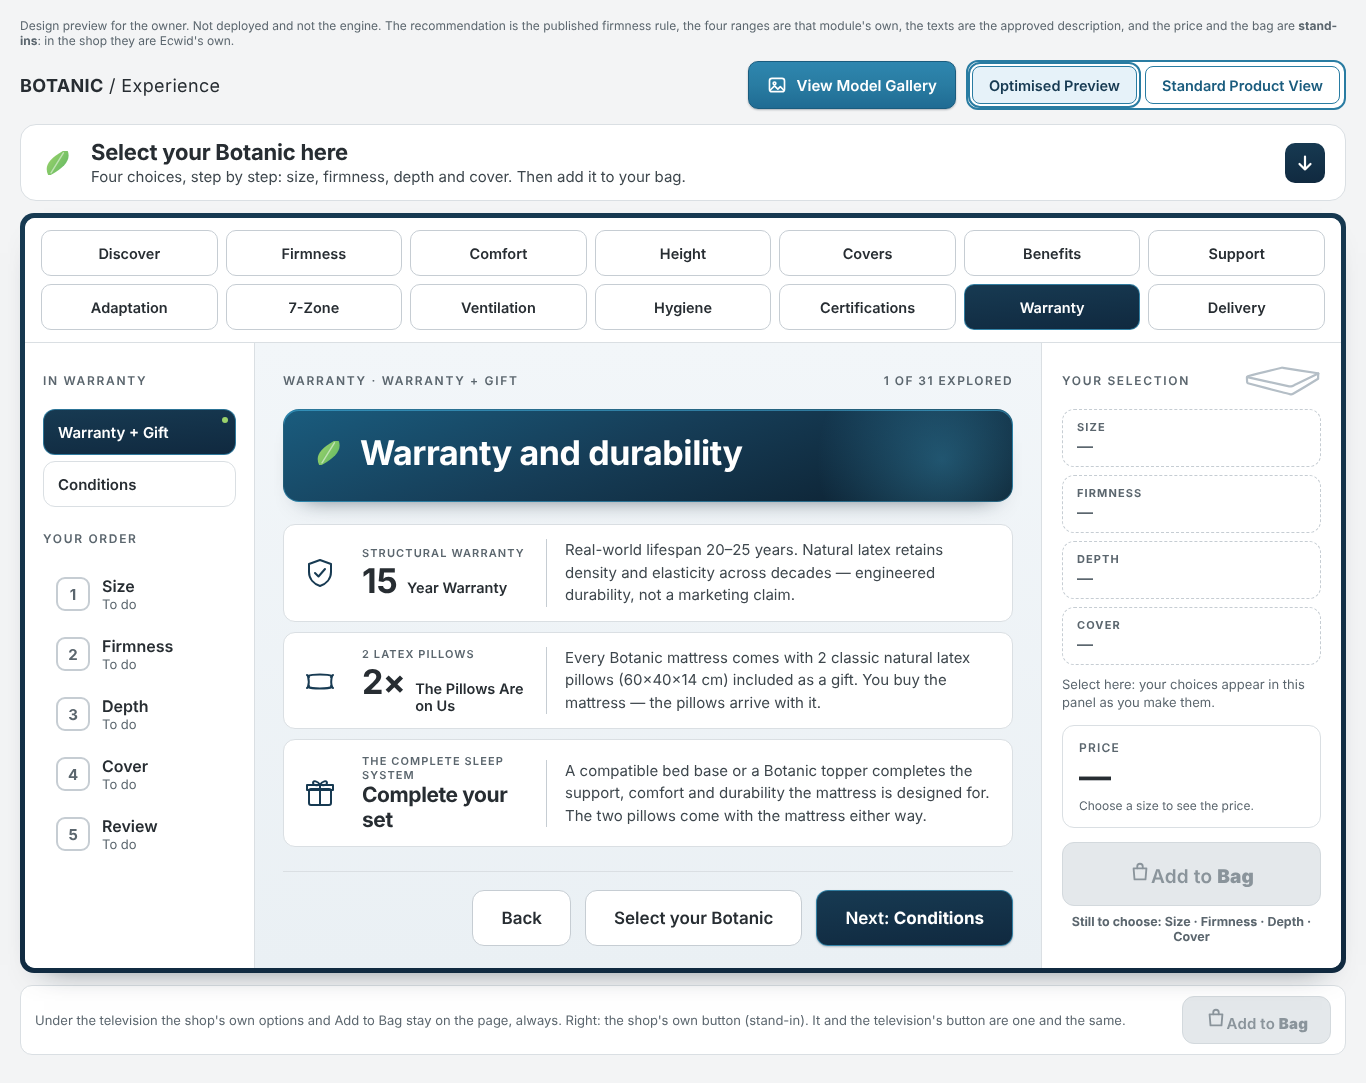 Design preview for the owner. Not deployed and not the engine. The recommendation is the published firmness rule, the four ranges are that module's own, the texts are the approved description, and the price and the bag are stand-
ins: in the shop they are Ecwid's own.
BOTANIC / Experience
View Model Gallery
Optimised Preview
Standard Product View
Select your Botanic here
Four choices, step by step: size, firmness, depth and cover. Then add it to your bag.
Discover
Firmness
Comfort
Height
Covers
Benefits
Support
Adaptation
7-Zone
Ventilation
Hygiene
Certifications
Warranty
Delivery
IN WARRANTY
Warranty + Gift
Conditions
YOUR ORDER
1
Size
To do
2
Firmness
To do
3
Depth
To do
4
Cover
To do
5
Review
To do
WARRANTY · WARRANTY + GIFT
1 OF 31 EXPLORED
Warranty and durability
STRUCTURAL WARRANTY
15 Year Warranty
Real-world lifespan 20–25 years. Natural latex retains
density and elasticity across decades — engineered
durability, not a marketing claim.
2 LATEX PILLOWS
2× The Pillows Are
on Us
Every Botanic mattress comes with 2 classic natural latex
pillows (60×40×14 cm) included as a gift. You buy the
mattress — the pillows arrive with it.
THE COMPLETE SLEEP
SYSTEM
Complete your
set
A compatible bed base or a Botanic topper completes the
support, comfort and durability the mattress is designed for.
The two pillows come with the mattress either way.
Back
Select your Botanic
Next: Conditions
YOUR SELECTION
SIZE
—
FIRMNESS
—
DEPTH
—
COVER
—
Select here: your choices appear in this
panel as you make them.
PRICE
—
Choose a size to see the price.
Add to Bag
Still to choose: Size · Firmness · Depth ·
Cover
Under the television the shop's own options and Add to Bag stay on the page, always. Right: the shop's own button (stand-in). It and the television's button are one and the same.
Add to Bag